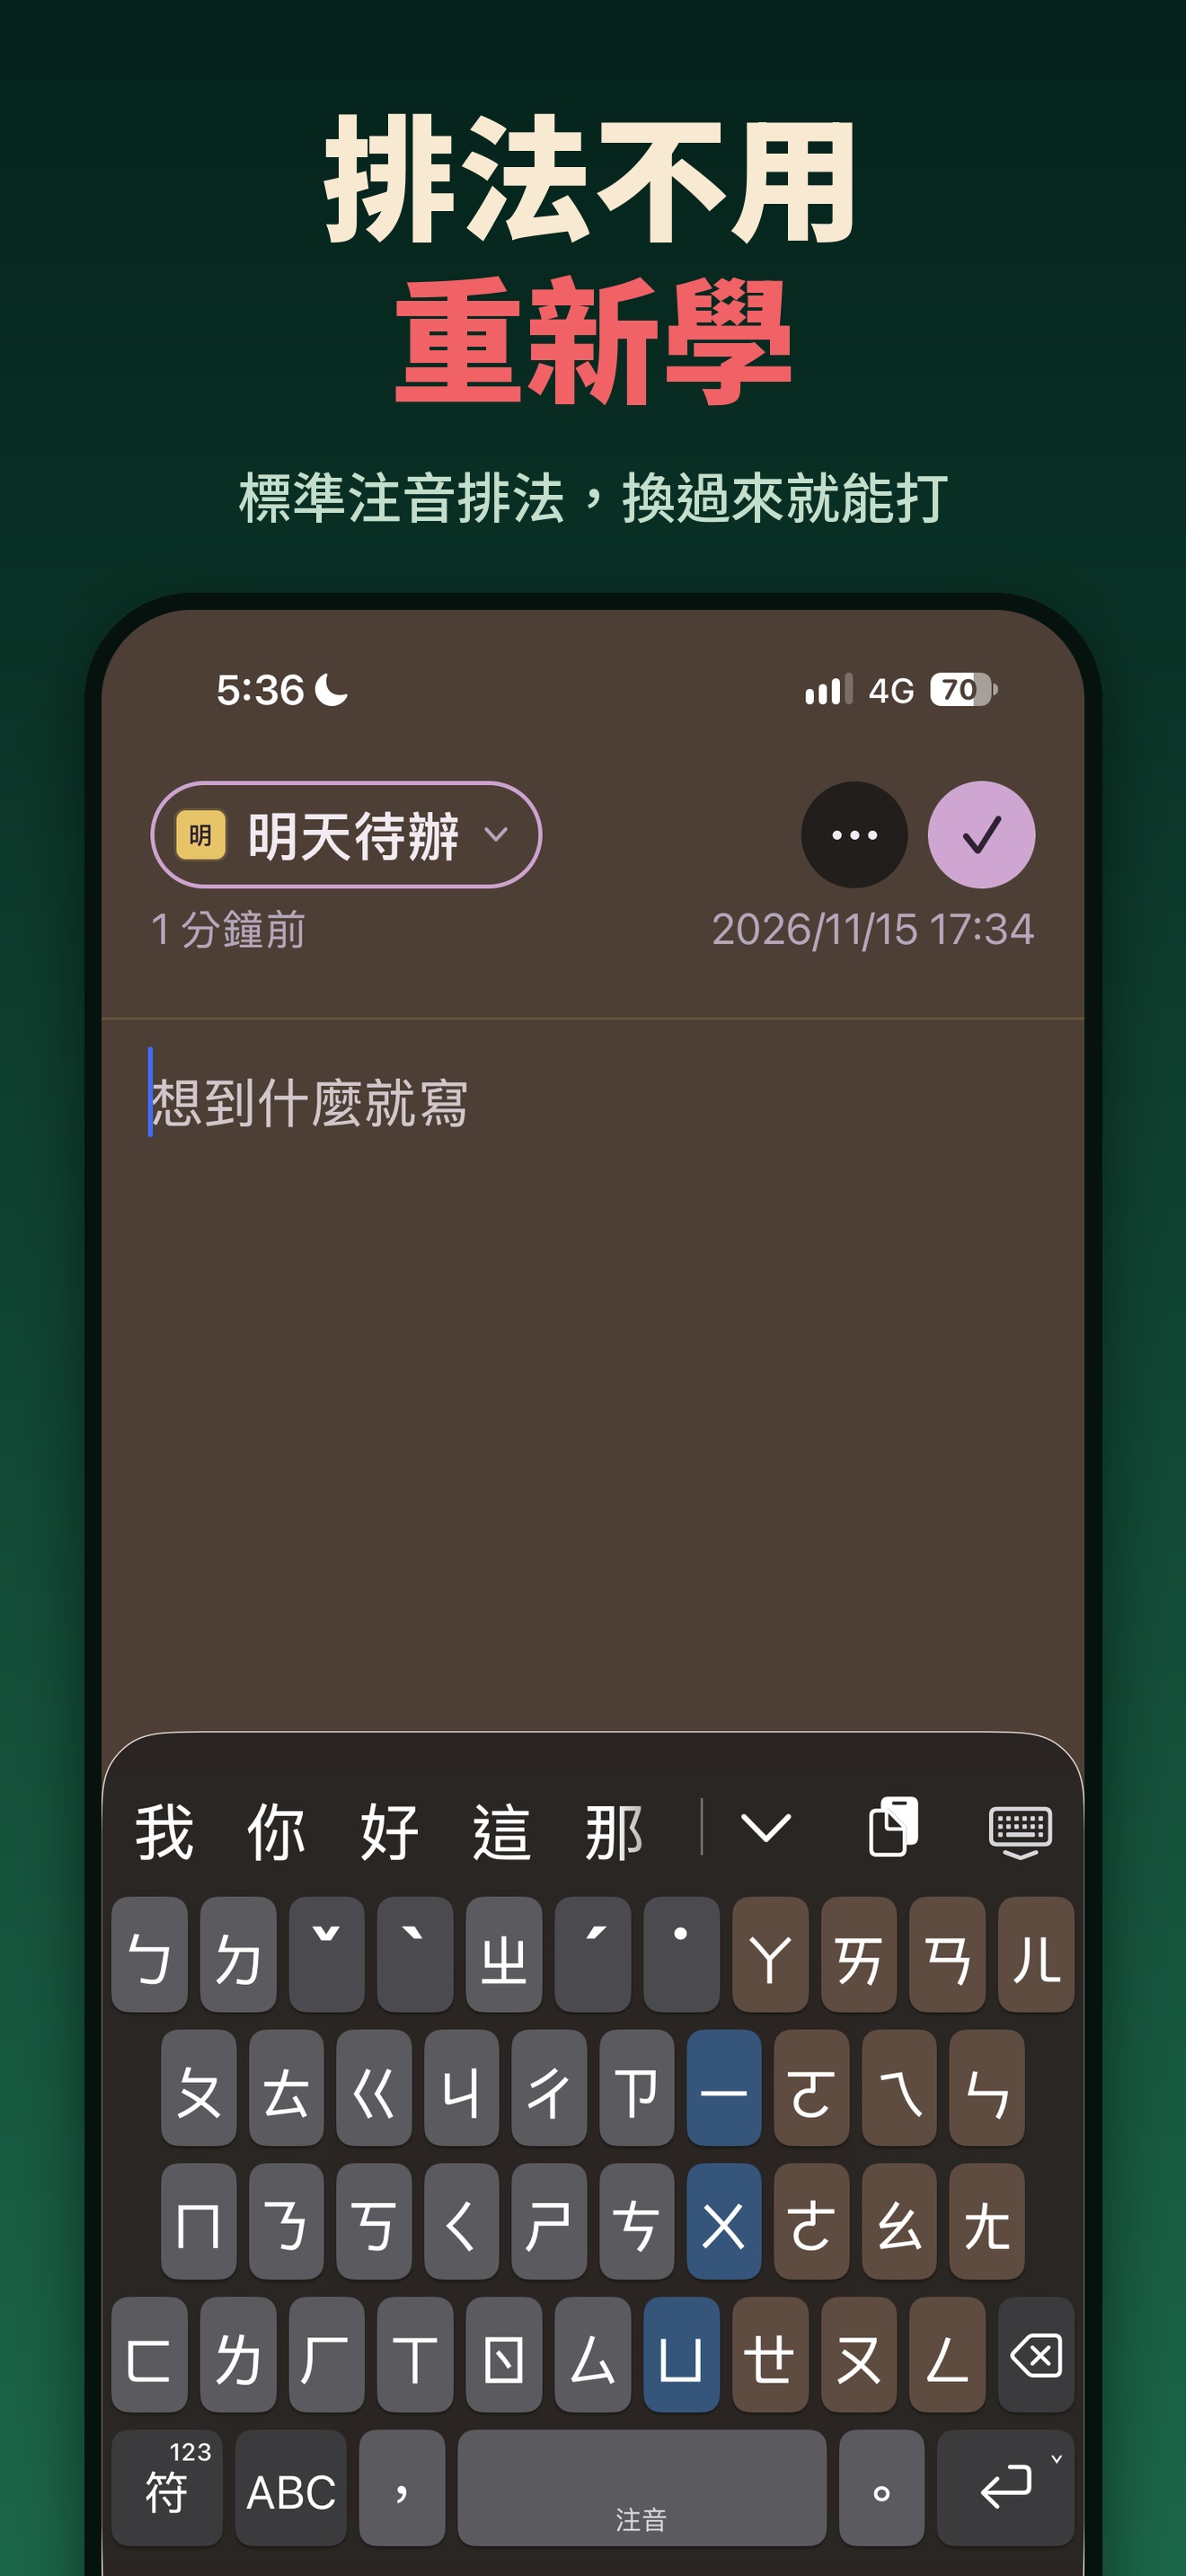 排法不用
重新學
標準注音排法，換過來就能打
5:36 4G 70
明 明天待辦
1 分鐘前 2026/11/15 17:34
想到什麼就寫
我 你 好 這 那
ㄅ ㄉ ˇ ˋ ㄓ ˊ ˙ ㄚ ㄞ ㄢ ㄦ
ㄆ ㄊ ㄍ ㄐ ㄔ ㄗ ㄧ ㄛ ㄟ ㄣ
ㄇ ㄋ ㄎ ㄑ ㄕ ㄘ ㄨ ㄜ ㄠ ㄤ
ㄈ ㄌ ㄏ ㄒ ㄖ ㄙ ㄩ ㄝ ㄡ ㄥ
123
符 ABC ， 注音 。